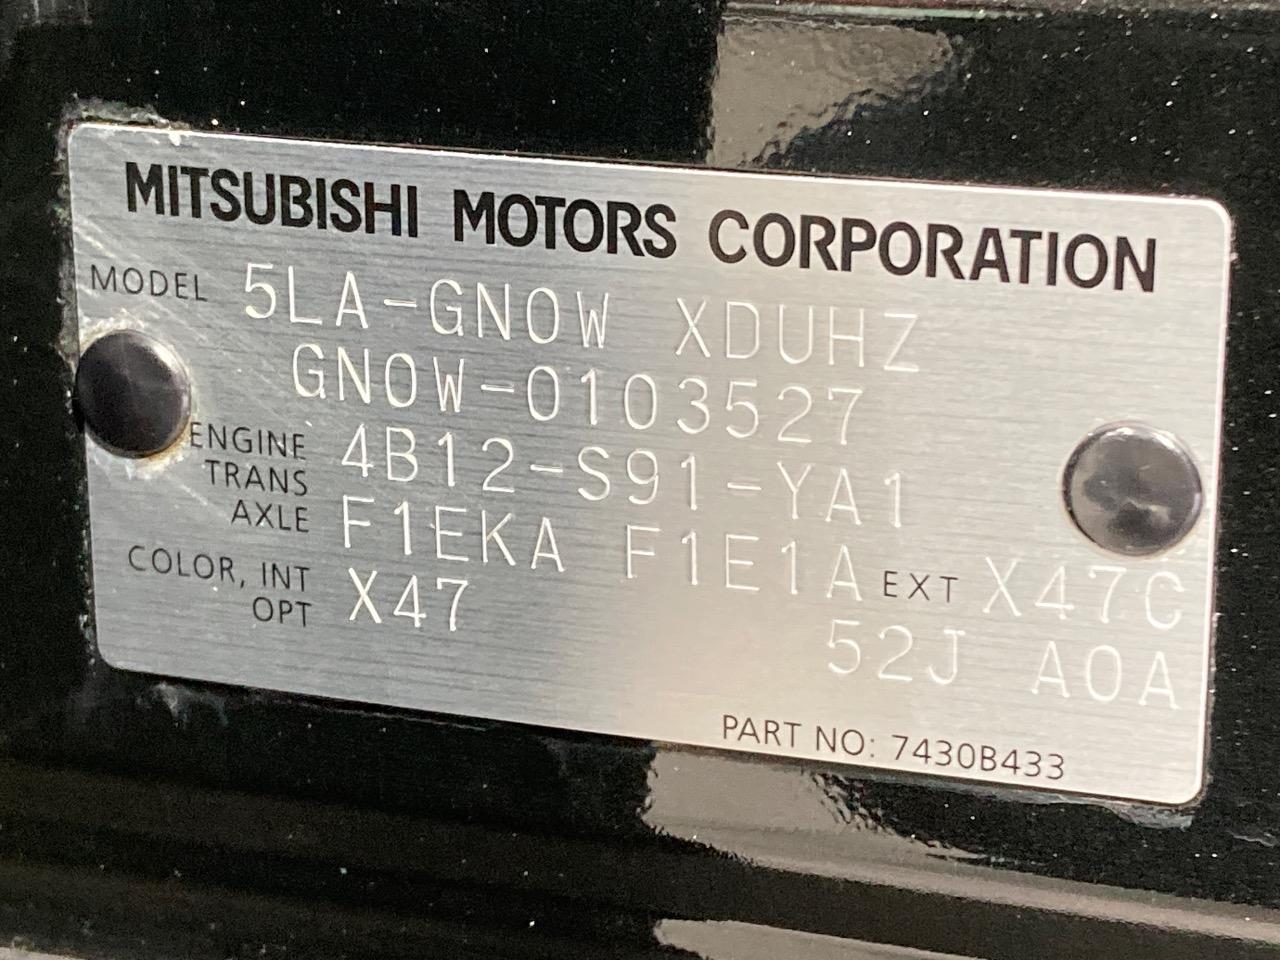 MITSUBISHI MOTORS CORPORATION
MODEL 5LA-GN0W XDUHZ
GN0W-0103527
ENGINE 4B12-S91-YA1
TRANS AXLE F1EKA F1E1A
COLOR, INT X47 EXT X47C
OPT 52J A0A
PART NO: 7430B433